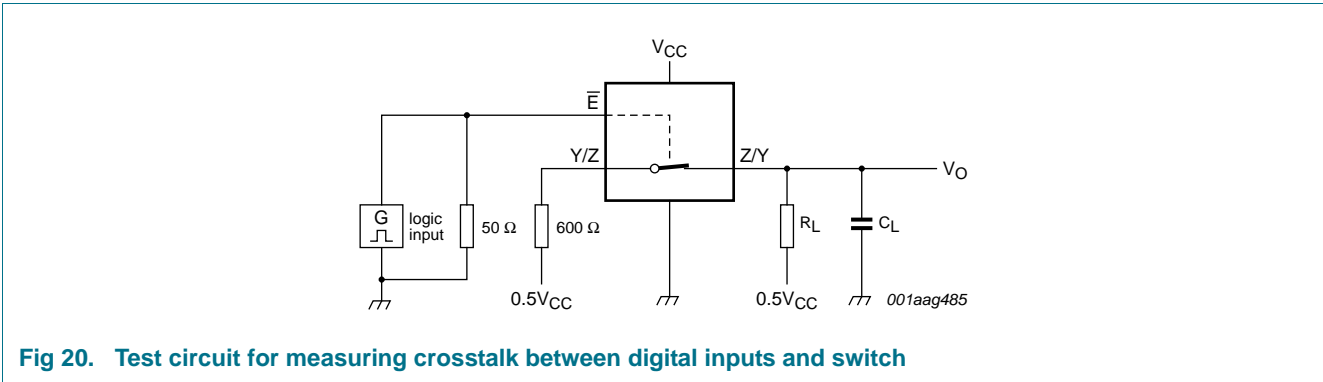 VCC
E̅
Y/Z
Z/Y
VO
G
logic
input
50 Ω
600 Ω
RL
CL
0.5VCC
0.5VCC
001aag485
Fig 20. Test circuit for measuring crosstalk between digital inputs and switch